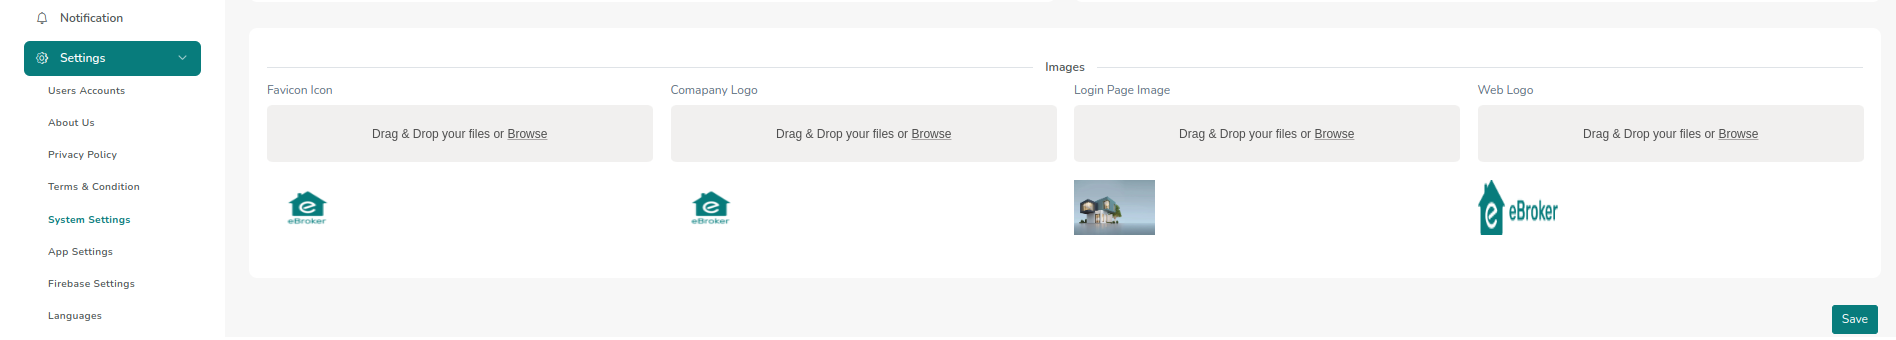 Notification
Settings
Users Accounts
About Us
Privacy Policy
Terms & Condition
System Settings
App Settings
Firebase Settings
Languages
Images
Favicon Icon
Comapany Logo
Login Page Image
Web Logo
Drag & Drop your files or Browse
Drag & Drop your files or Browse
Drag & Drop your files or Browse
Drag & Drop your files or Browse
e
eBroker
e
eBroker
e eBroker
Save